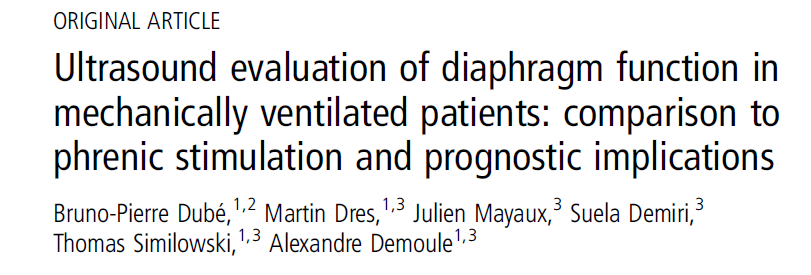 ORIGINAL ARTICLE
Ultrasound evaluation of diaphragm function in
mechanically ventilated patients: comparison to
phrenic stimulation and prognostic implications
Bruno-Pierre Dubé,1,2 Martin Dres,1,3 Julien Mayaux,3 Suela Demiri,3
Thomas Similowski,1,3 Alexandre Demoule1,3